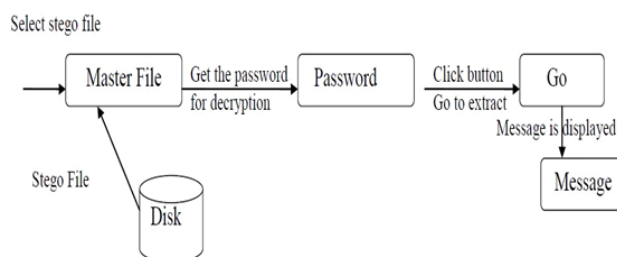 Select stego file
Master File
Get the password
for decryption
Password
Click button
Go to extract
Go
Message is displayed
Stego File
Disk
Message